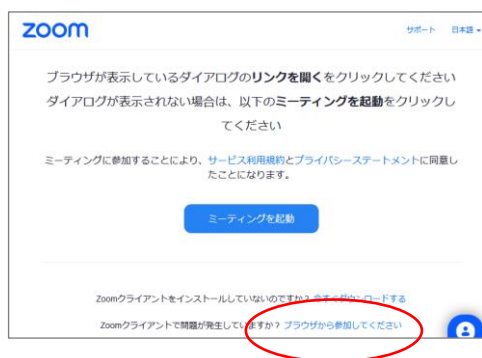 zoom
サポート 日本語
ブラウザが表示しているダイアログのリンクを開くをクリックしてください
ダイアログが表示されない場合は、以下のミーティングを起動をクリックし
てください
ミーティングに参加することにより、サービス利用規約とプライバシーステートメントに同意し
たことになります。
ミーティングを起動
Zoomクライアントをインストールしていないのですか? 今すぐダウンロードする
Zoomクライアントで問題が発生していますか? ブラウザから参加してください